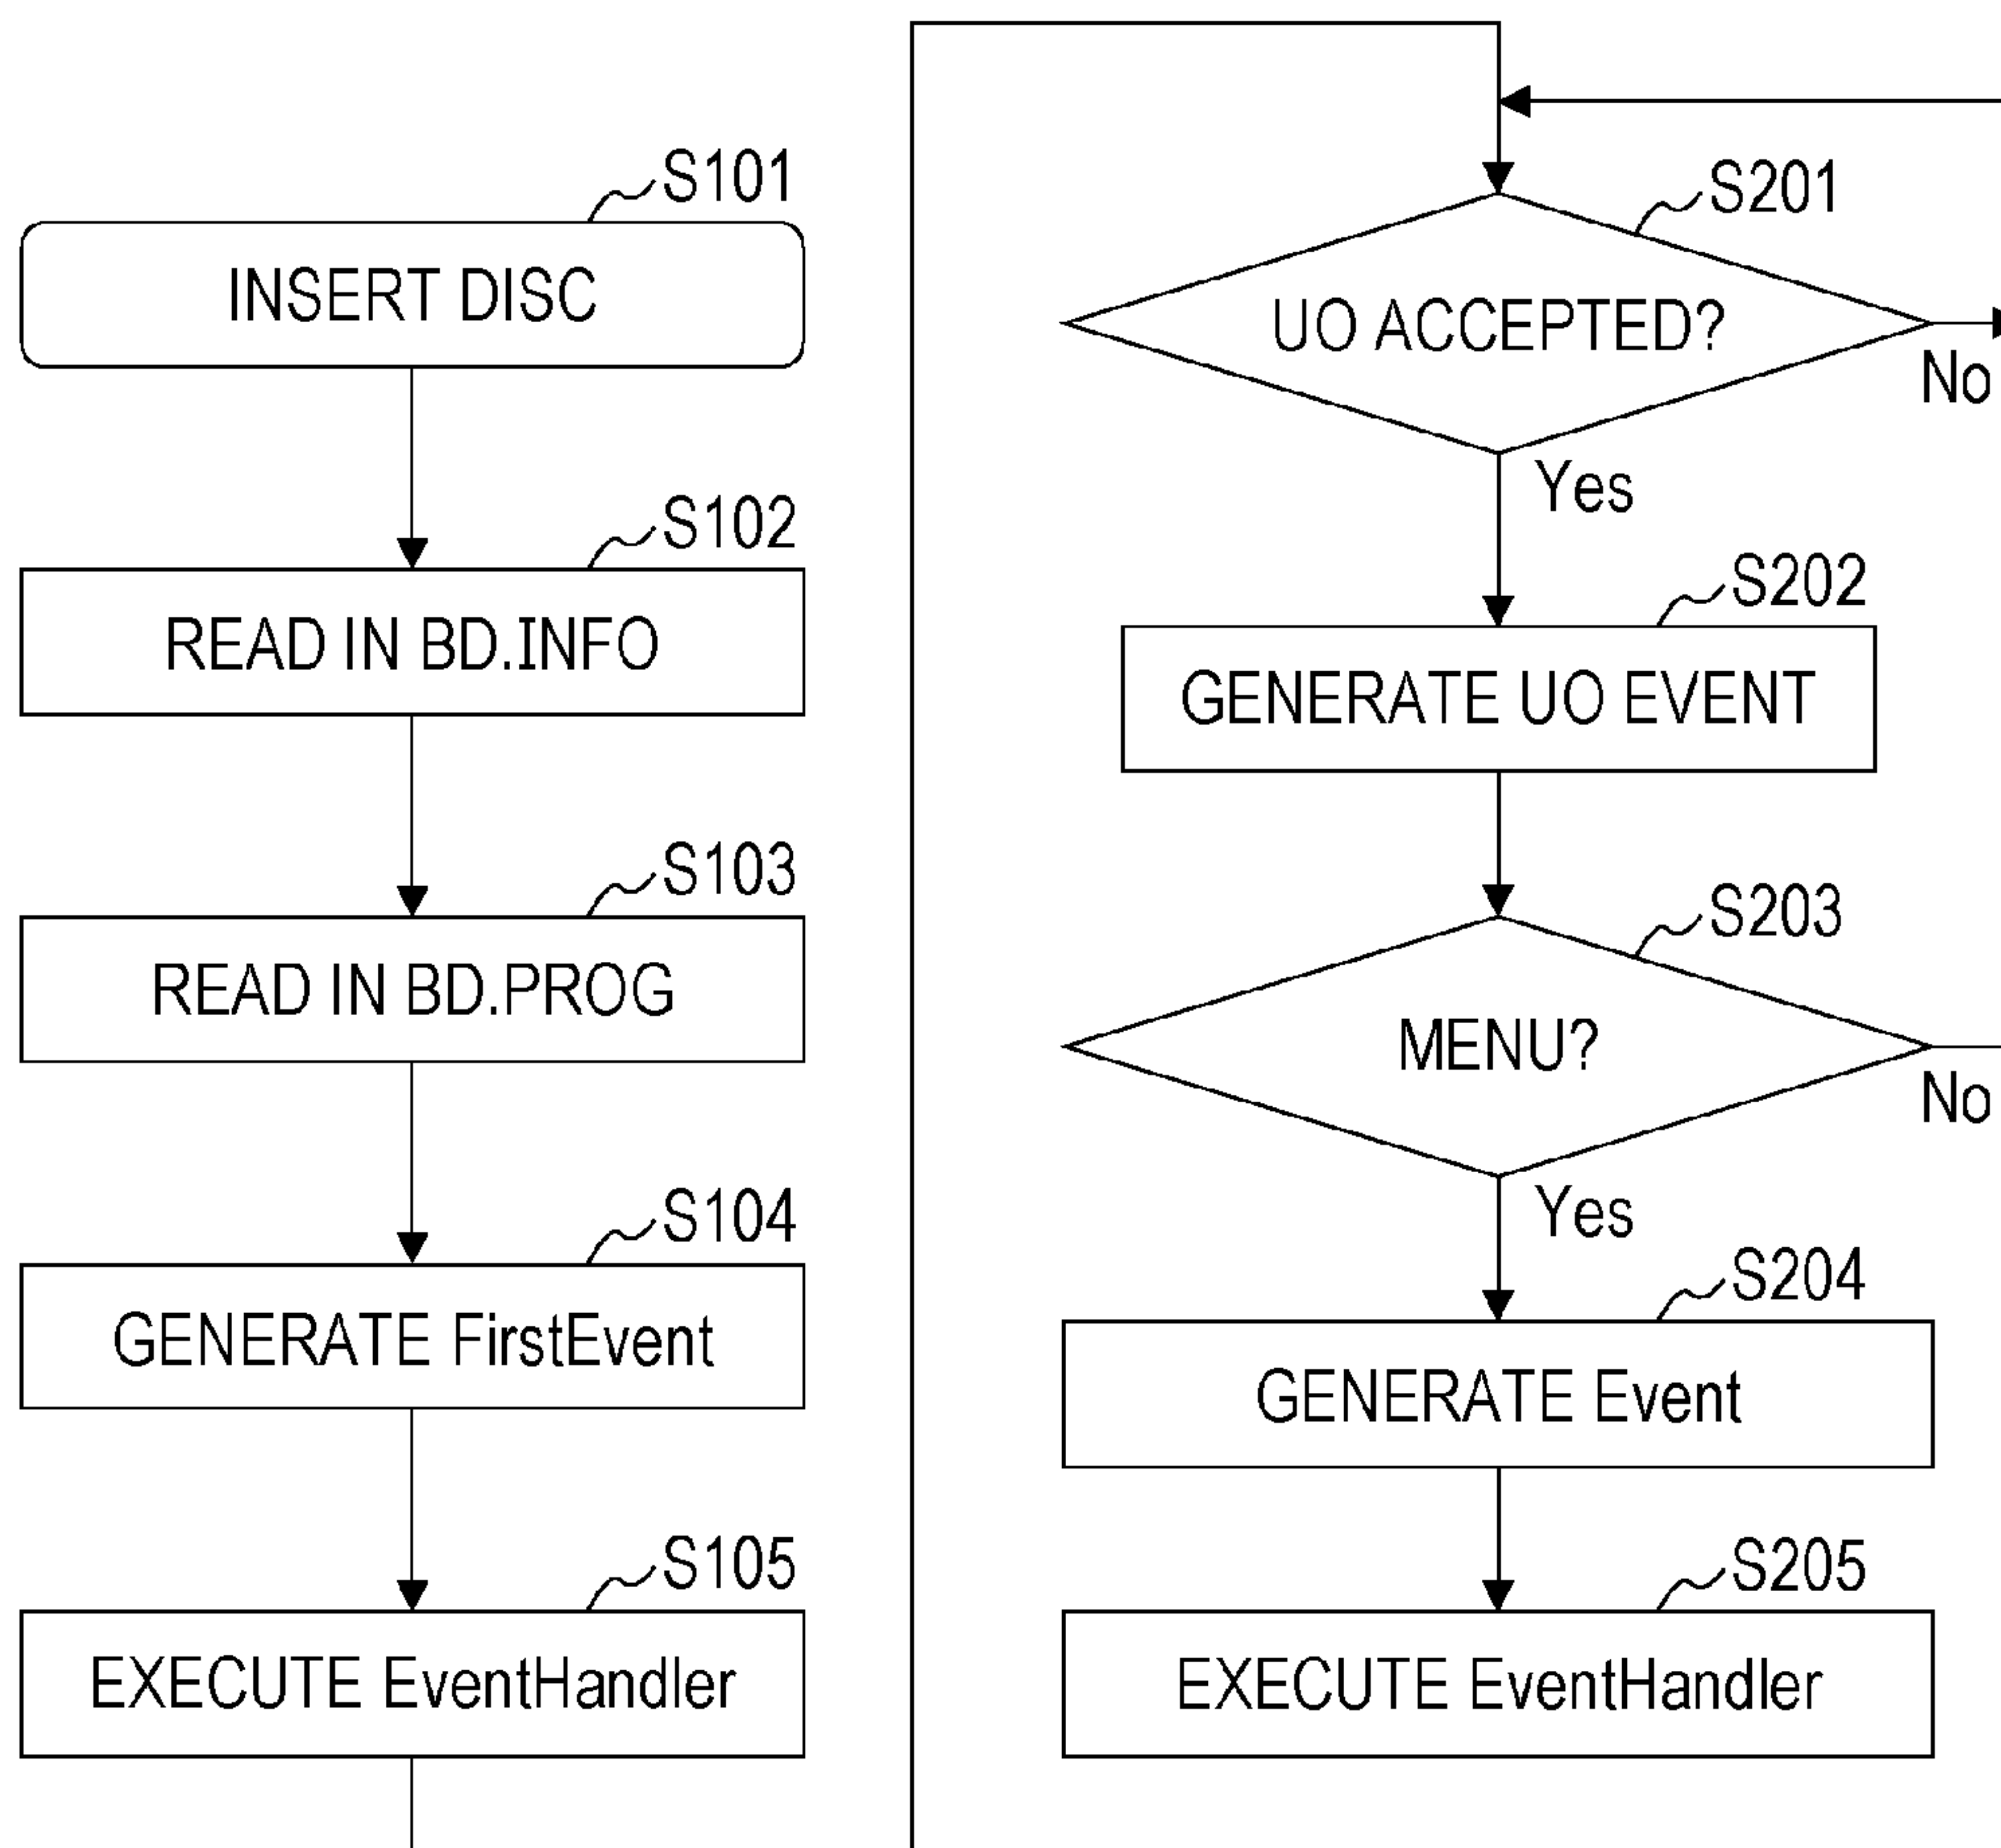 S101
INSERT DISC
S102
READ IN BD.INFO
S103
READ IN BD.PROG
S104
GENERATE FirstEvent
S105
EXECUTE EventHandler
S201
UO ACCEPTED?
No
Yes
S202
GENERATE UO EVENT
S203
MENU?
No
Yes
S204
GENERATE Event
S205
EXECUTE EventHandler